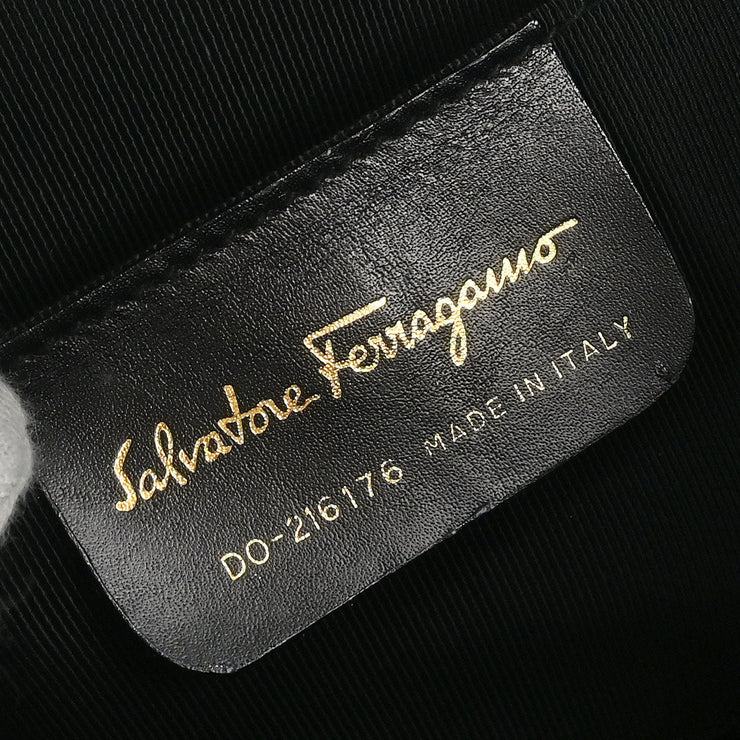 Salvatore Ferragamo
DO-216176 MADE IN ITALY